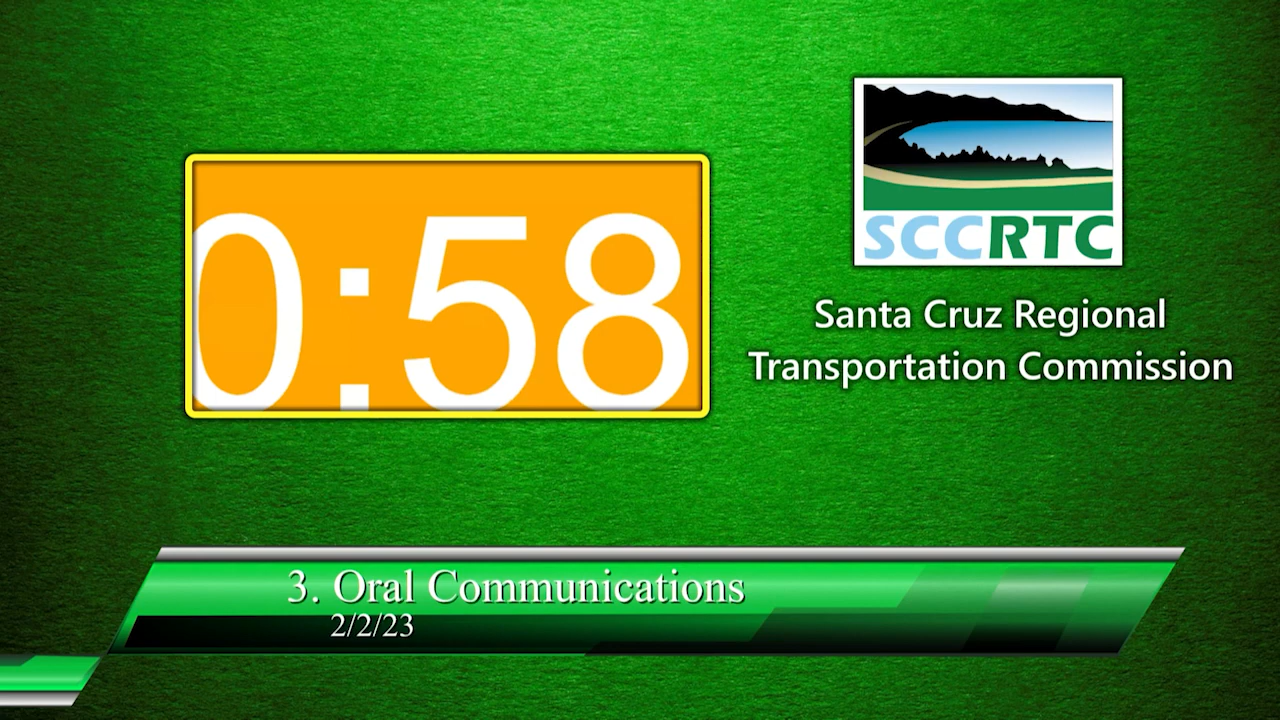 0:58
SCCRTC
Santa Cruz Regional
Transportation Commission
3. Oral Communications
2/2/23